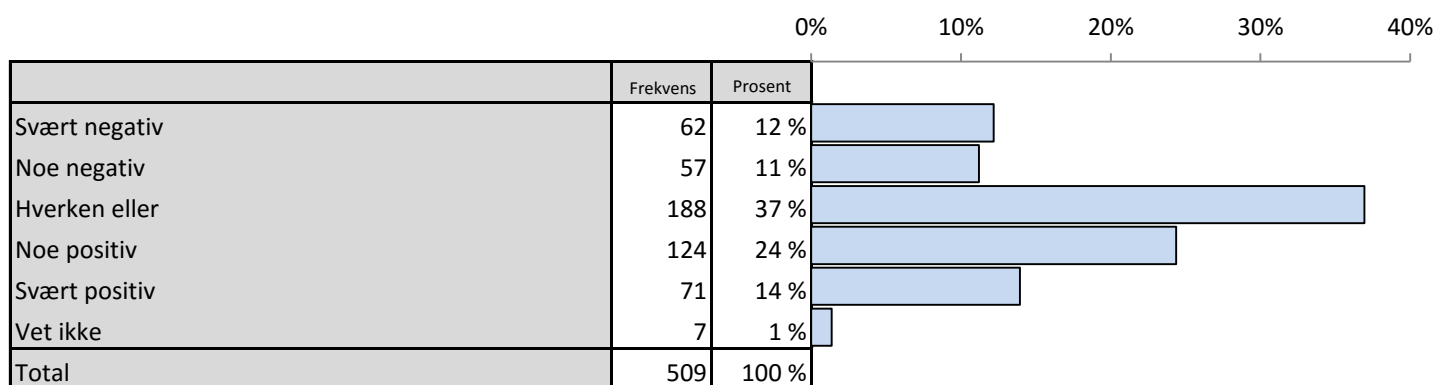 0% 10% 20% 30% 40%
Frekvens Prosent
Svært negativ 62 12 %
Noe negativ 57 11 %
Hverken eller 188 37 %
Noe positiv 124 24 %
Svært positiv 71 14 %
Vet ikke 7 1 %
Total 509 100 %